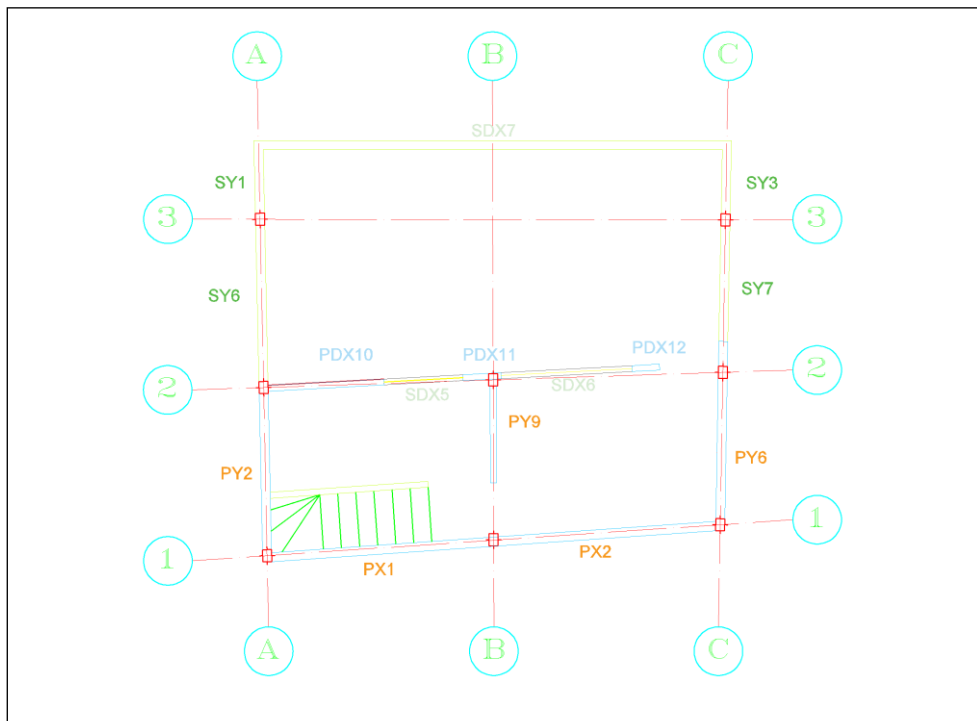 A B C
SDX7
SY1 SY3
3 3
SY6 SY7
PDX10 PDX11 PDX12
2 2
SDX5 SDX6
PY9
PY2 PY6
1 1
PX1 PX2
A B C